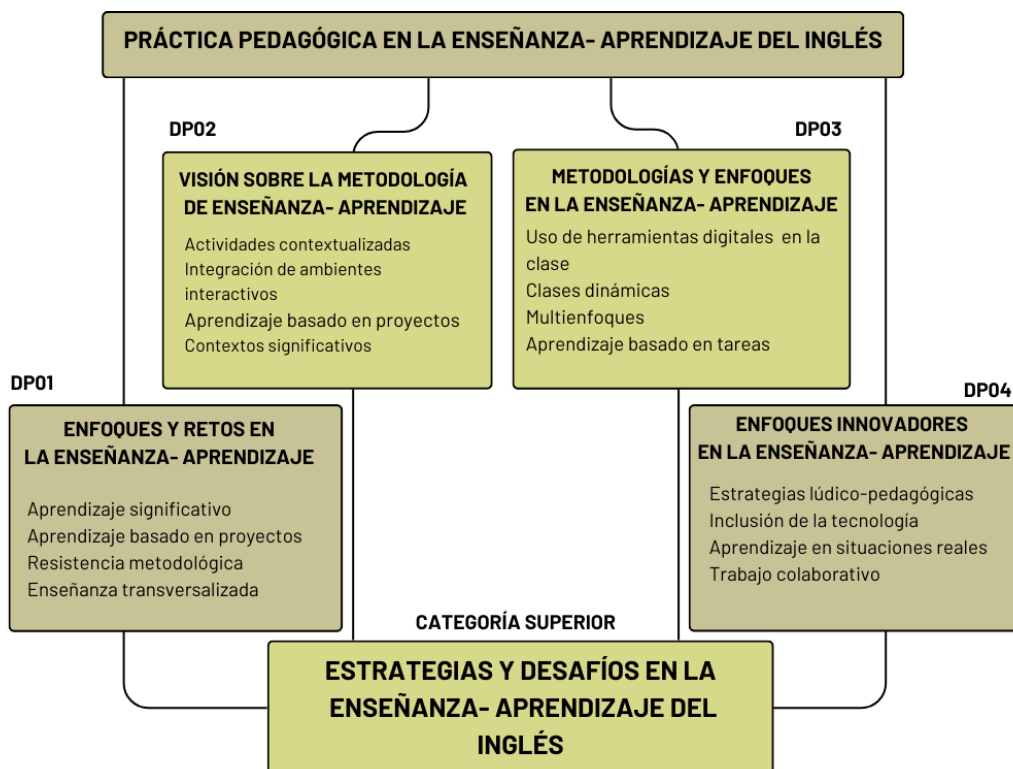 PRÁCTICA PEDAGÓGICA EN LA ENSEÑANZA- APRENDIZAJE DEL INGLÉS
DP02
VISIÓN SOBRE LA METODOLOGÍA
DE ENSEÑANZA- APRENDIZAJE
Actividades contextualizadas
Integración de ambientes
interactivos
Aprendizaje basado en proyectos
Contextos significativos
DP03
METODOLOGÍAS Y ENFOQUES
EN LA ENSEÑANZA- APRENDIZAJE
Uso de herramientas digitales en la
clase
Clases dinámicas
Multienfoques
Aprendizaje basado en tareas
DP01
ENFOQUES Y RETOS EN
LA ENSEÑANZA- APRENDIZAJE
Aprendizaje significativo
Aprendizaje basado en proyectos
Resistencia metodológica
Enseñanza transversalizada
DP04
ENFOQUES INNOVADORES
EN LA ENSEÑANZA- APRENDIZAJE
Estrategias lúdico-pedagógicas
Inclusión de la tecnología
Aprendizaje en situaciones reales
Trabajo colaborativo
CATEGORÍA SUPERIOR
ESTRATEGIAS Y DESAFÍOS EN LA
ENSEÑANZA- APRENDIZAJE DEL
INGLÉS